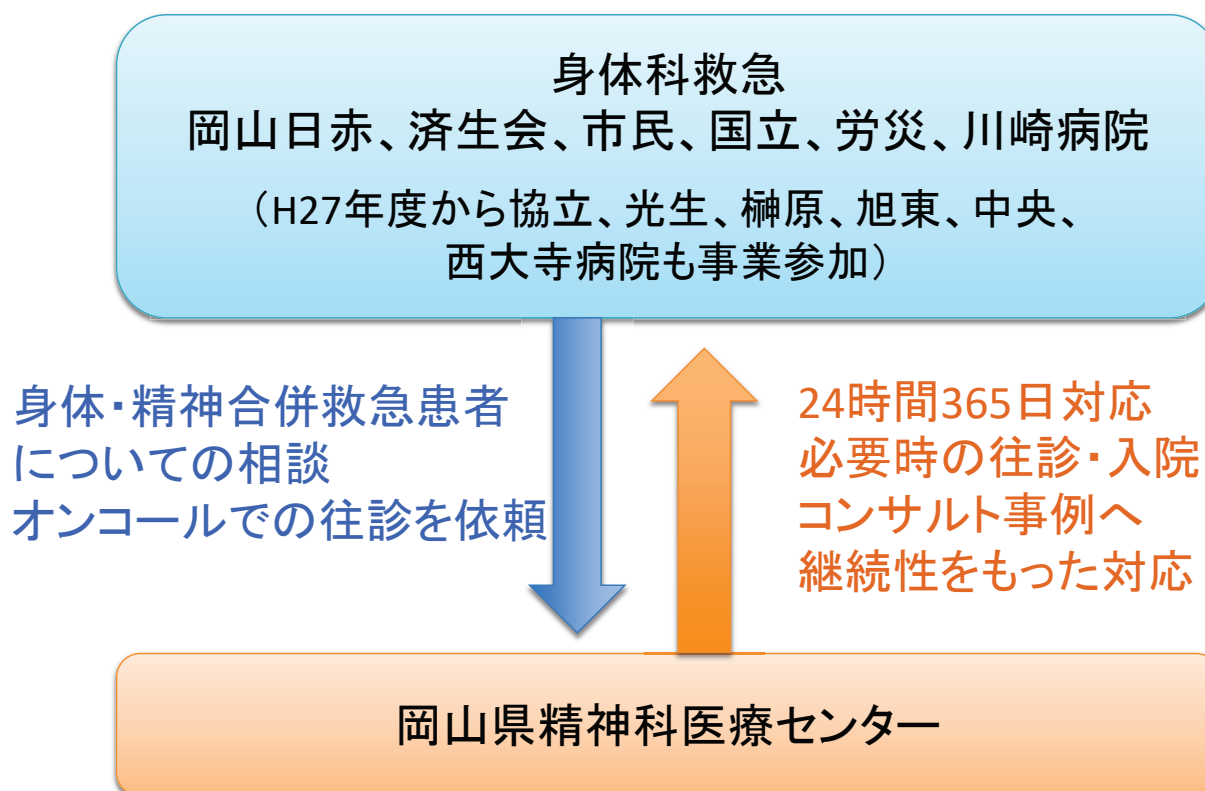 身体科救急
岡山日赤、済生会、市民、国立、労災、川崎病院
（H27年度から協立、光生、榊原、旭東、中央、
西大寺病院も事業参加）
身体・精神合併救急患者
についての相談
オンコールでの往診を依頼
24時間365日対応
必要時の往診・入院
コンサルト事例へ
継続性をもった対応
岡山県精神科医療センター